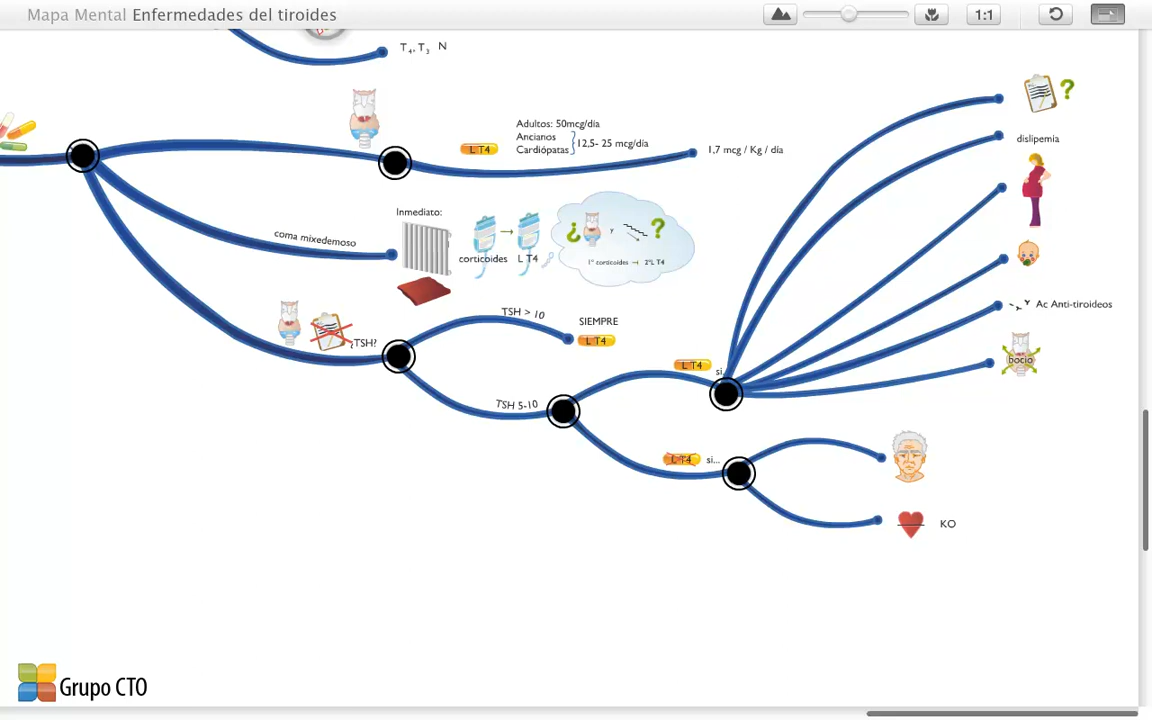 Mapa Mental Enfermedades del tiroides
1:1
T4, T3 N
Adultos: 50mcg/día
Ancianos
Cardiópatas
12,5- 25 mcg/día
L T4
1,7 mcg / Kg / día
?
dislipemia
Inmediato:
coma mixedemoso
corticoides → L T4
¿ y ?
1º corticoides → 2ºL T4
¿TSH?
TSH > 10
SIEMPRE
L T4
Ac Anti-tiroideos
bocio
L T4
si...
TSH 5-10
L T4 si...
KO
Grupo CTO